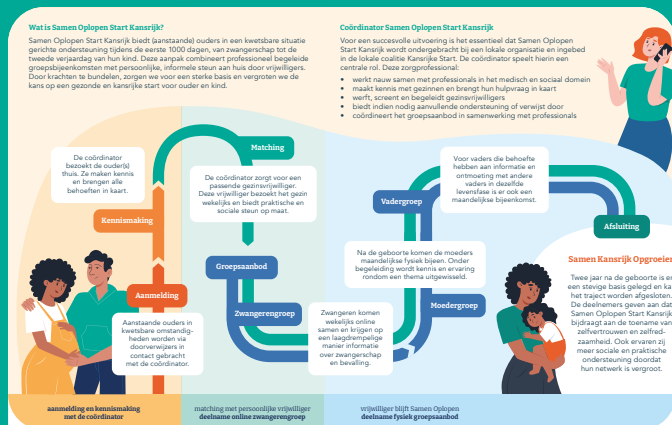 Wat is Samen Oplopen Start Kansrijk?
Samen Oplopen Start Kansrijk biedt (aanstaande) ouders in een kwetsbare situatie
gerichte ondersteuning tijdens de eerste 1000 dagen, van zwangerschap tot de
tweede verjaardag van hun kind. Deze aanpak combineert professioneel begeleide
groepsbijeenkomsten met persoonlijke, informele steun aan huis door vrijwilligers.
Door krachten te bundelen, zorgen we voor een sterke basis en vergroten we de
kans op een gezonde en kansrijke start voor ouder en kind.
Coördinator Samen Oplopen Start Kansrijk
Voor een succesvolle uitvoering is het essentieel dat Samen Oplopen
Start Kansrijk wordt ondergebracht bij een lokale organisatie en ingebed
in de lokale coalitie Kansrijke Start. De coördinator speelt hierin een
centrale rol. Deze zorgprofessional:
• werkt nauw samen met professionals in het medisch en sociaal domein
• maakt kennis met gezinnen en brengt hun hulpvraag in kaart
• werft, screent en begeleidt gezinsvrijwilligers
• biedt indien nodig aanvullende ondersteuning of verwijst door
• coördineert het groepsaanbod in samenwerking met professionals
De coördinator
bezoekt de ouder(s)
thuis. Ze maken kennis
en brengen alle
behoeften in kaart.
Kennismaking
Aanmelding
Aanstaande ouders in
kwetsbare omstandig-
heden worden via
doorverwijzers in
contact gebracht
met de coördinator.
Matching
De coördinator zorgt voor een
passende gezinsvrijwilliger.
Deze vrijwilliger bezoekt het gezin
wekelijks en biedt praktische en
sociale steun op maat.
Groepsaanbod
Zwangerengroep
Zwangeren komen
wekelijks online
samen en krijgen op
een laagdrempelige
manier informatie
over zwangerschap
en bevalling.
Voor vaders die behoefte
hebben aan informatie en
ontmoeting met andere
vaders in dezelfde
levensfase is er ook een
maandelijkse bijeenkomst.
Vadergroep
Na de geboorte komen de moeders
maandelijkse fysiek bijeen. Onder
begeleiding wordt kennis en ervaring
rondom een thema uitgewisseld.
Moedergroep
Afsluiting
Samen Kansrijk Opgroeien
Twee jaar na de geboorte is er
een stevige basis gelegd en kan
het traject worden afgesloten.
De deelnemers geven aan dat
Samen Oplopen Start Kansrijk
bijdraagt aan de toename van
zelfvertrouwen en zelfred-
zaamheid. Ook ervaren zij
meer sociale en praktische
ondersteuning doordat
hun netwerk is vergroot.
aanmelding en kennismaking
met de coördinator
matching met persoonlijke vrijwilliger
deelname online zwangerengroep
vrijwilliger blijft Samen Oplopen
deelname fysiek groepsaanbod